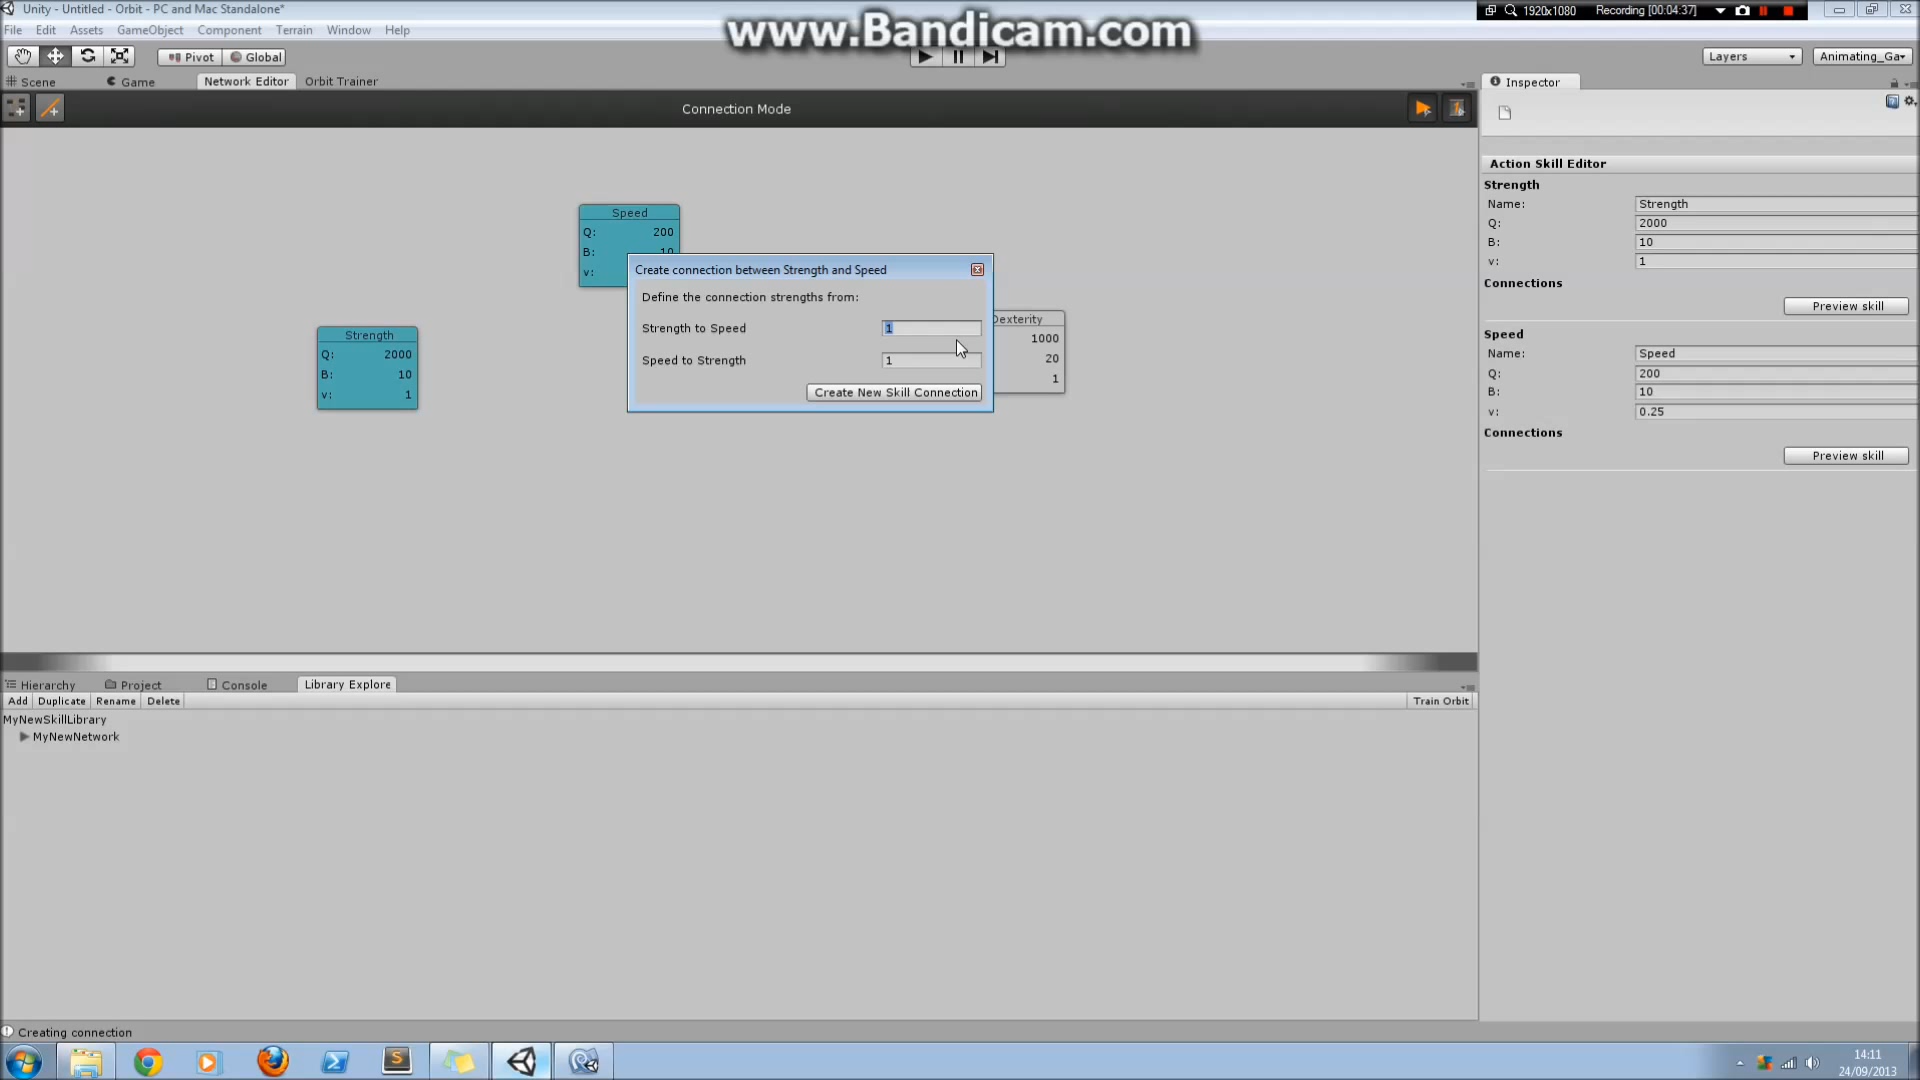 Unity - Untitled - Orbit - PC and Mac Standalone*
1920x1080 Recording [00:04:37]
www.Bandicam.com
File Edit Assets GameObject Component Terrain Window Help
Pivot Global
Layers Animating_Ga
Scene Game Network Editor Orbit Trainer
Inspector
Connection Mode
Action Skill Editor
Strength
Name: Strength
Q: 2000
B: 10
v: 1
Connections
Preview skill
Speed
Name: Speed
Q: 200
B: 10
v: 0.25
Connections
Preview skill
Speed
Q: 200
B: 10
v:
Create connection between Strength and Speed
Define the connection strengths from:
Strength to Speed 1
Speed to Strength 1
Create New Skill Connection
Dexterity
1000
20
1
Strength
Q: 2000
B: 10
v: 1
Hierarchy Project Console Library Explore
Add Duplicate Rename Delete Train Orbit
MyNewSkillLibrary
MyNewNetwork
Creating connection
14:11
24/09/2013